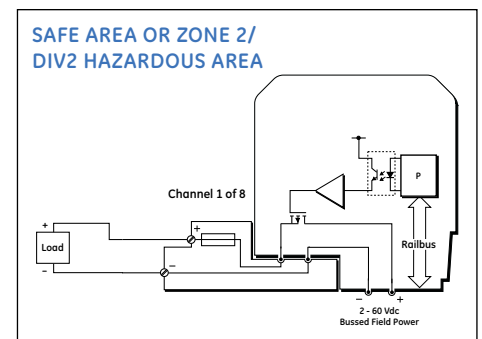 SAFE AREA OR ZONE 2/
DIV2 HAZARDOUS AREA
Channel 1 of 8
P
+
+
Load
Railbus
–
–
– +
2 - 60 Vdc
Bussed Field Power